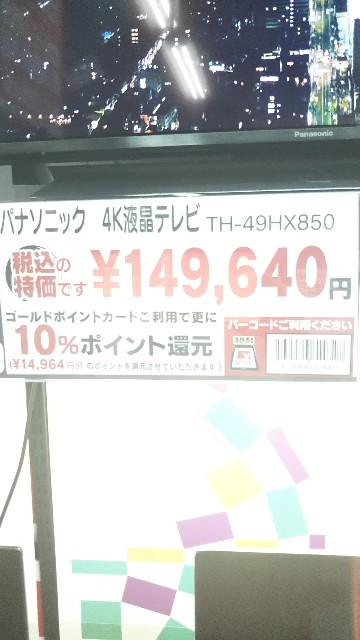 Panasonic
パナソニック 4K液晶テレビ TH-49HX850
税込の
特価です ¥149,640円
ゴールドポイントカードご利用で更に
10%ポイント還元
(¥14,964円分のポイントを還元させていただきます)
バーコードご利用ください